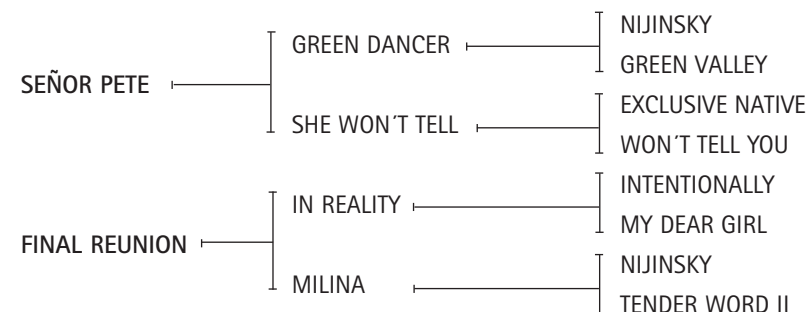 NIJINSKY
GREEN DANCER
GREEN VALLEY
SEÑOR PETE
EXCLUSIVE NATIVE
SHE WON´T TELL
WON´T TELL YOU
INTENTIONALLY
IN REALITY
MY DEAR GIRL
FINAL REUNION
NIJINSKY
MILINA
TENDER WORD II